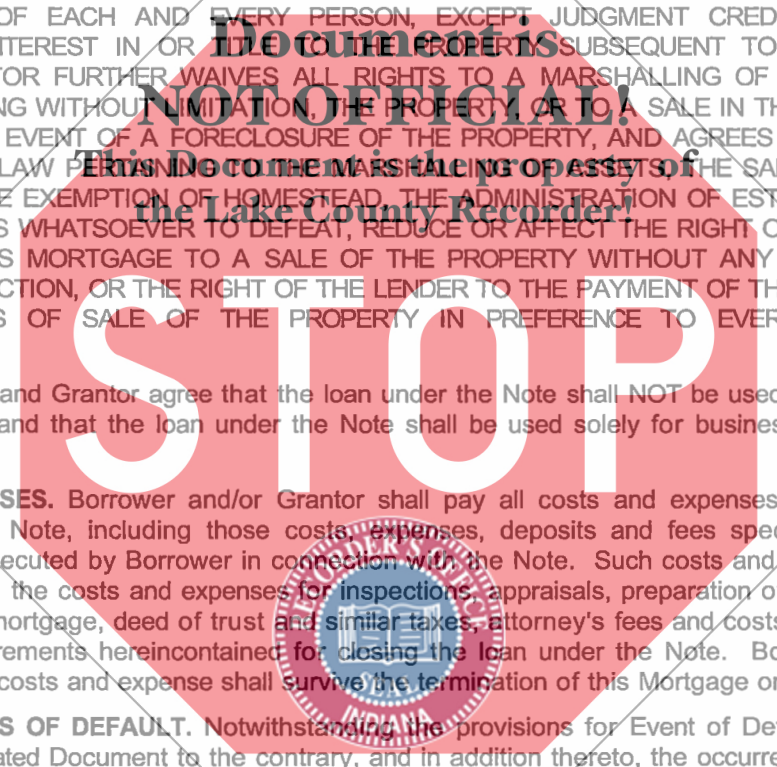 OF EACH AND EVERY PERSON, EXCEPT JUDGMENT CRED
TEREST IN OR TITLE TO THE PROPERTY SUBSEQUENT TO
TOR FURTHER WAIVES ALL RIGHTS TO A MARSHALLING OF
NG WITHOUT LIMITATION, THE PROPERTY, OR TO A SALE IN TH
EVENT OF A FORECLOSURE OF THE PROPERTY, AND AGREES
LAW PERTAINING TO THE MARSHALLING OF ASSETS, THE SAL
E EXEMPTION OF HOMESTEAD, THE ADMINISTRATION OF EST
S WHATSOEVER TO DEFEAT, REDUCE OR AFFECT THE RIGHT O
S MORTGAGE TO A SALE OF THE PROPERTY WITHOUT ANY
CTION, OR THE RIGHT OF THE LENDER TO THE PAYMENT OF TH
S OF SALE OF THE PROPERTY IN PREFERENCE TO EVER
Document is
NOT OFFICIAL!
This Document is the property of
the Lake County Recorder!
STOP
and Grantor agree that the loan under the Note shall NOT be used
and that the loan under the Note shall be used solely for busines
SES. Borrower and/or Grantor shall pay all costs and expenses
Note, including those costs, expenses, deposits and fees spec
ecuted by Borrower in connection with the Note. Such costs and
the costs and expenses for inspections, appraisals, preparation o
nortgage, deed of trust and similar taxes, attorney's fees and costs
rements hereincontained for closing the loan under the Note. Bo
costs and expense shall survive the termination of this Mortgage or
RECORDER'S OFFICE
SEAL
INDIANA
S OF DEFAULT. Notwithstanding the provisions for Event of De
ated Document to the contrary, and in addition thereto, the occurre